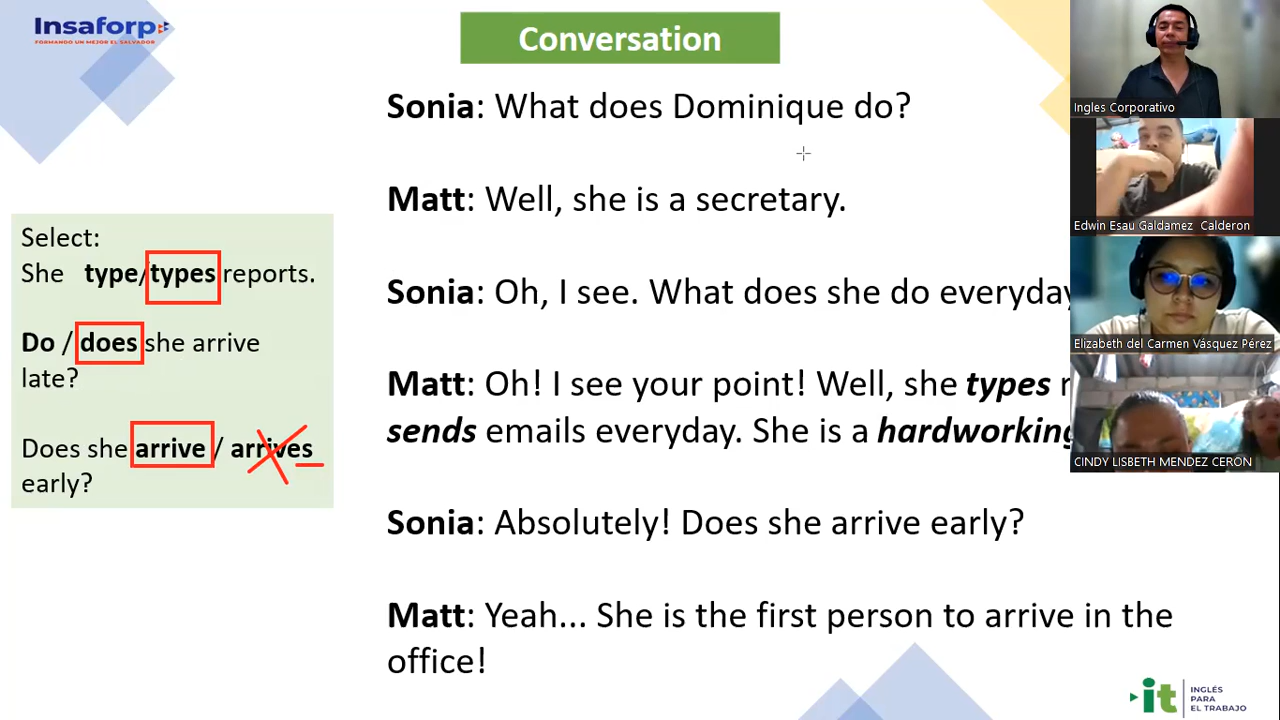 Insaforp
FORMANDO UN MEJOR EL SALVADOR
Conversation
Sonia: What does Dominique do?
Matt: Well, she is a secretary.
Sonia: Oh, I see. What does she do everyday
Matt: Oh! I see your point! Well, she types
sends emails everyday. She is a hardworking
Sonia: Absolutely! Does she arrive early?
Matt: Yeah... She is the first person to arrive in the
office!
Select:
She type/types reports.
Do / does she arrive
late?
Does she arrive / arrives
early?
Ingles Corporativo
Edwin Esau Galdamez Calderon
Elizabeth del Carmen Vásquez Pérez
CINDY LISBETH MENDEZ CERON
it
INGLÉS
PARA
EL TRABAJO